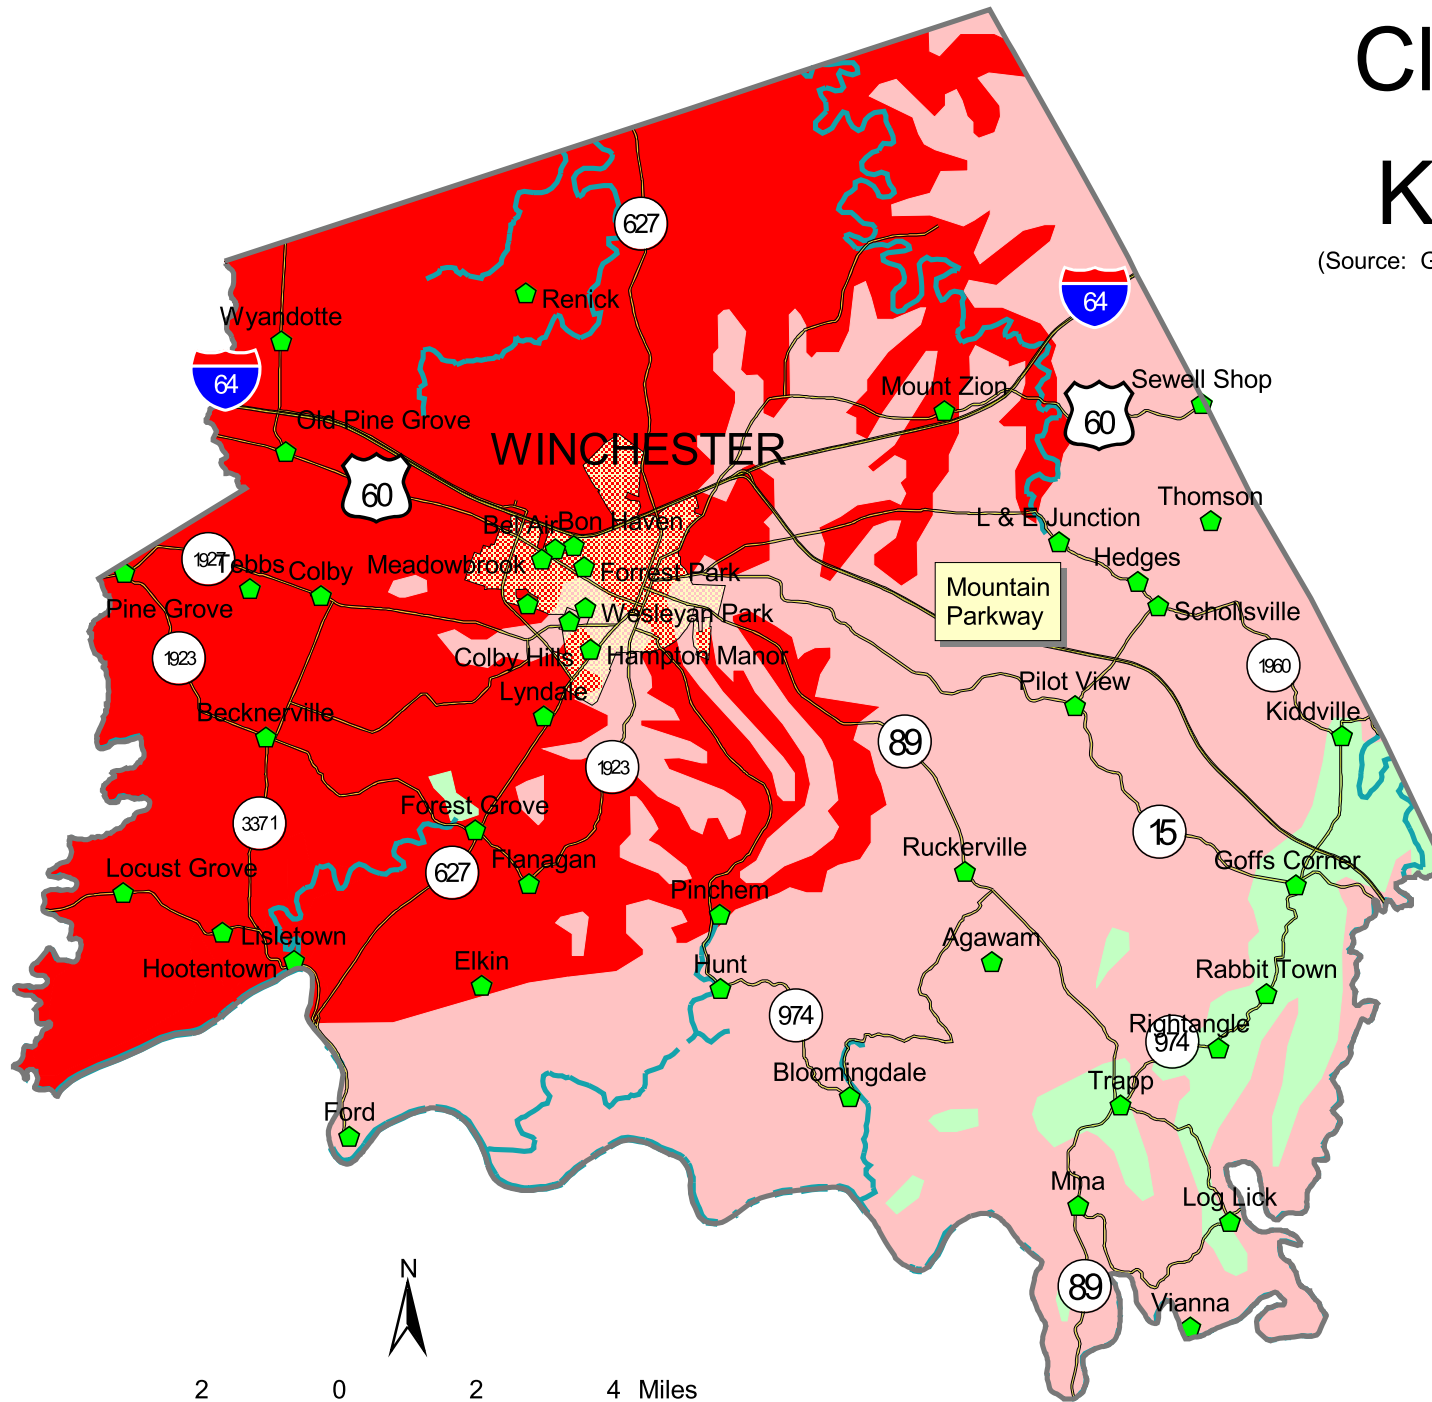 Cl
K
(Source: G
627
Renick
Wyandotte
64
64
Mount Zion
Sewell Shop
60
Old Pine Grove
WINCHESTER
60
Thomson
L & E Junction
Bel Air
Bon Haven
Hedges
1927
Tebbs
Colby
Meadowbrook
Forrest Park
Mountain
Parkway
Pine Grove
Wesleyan Park
Schollsville
1923
Colby Hills
Hampton Manor
1960
Lyndale
Pilot View
Becknerville
Kiddville
89
1923
Forest Grove
3371
15
Flanagan
Ruckerville
Goffs Corner
Locust Grove
627
Pinchem
Lisletown
Agawam
Hootentown
Elkin
Hunt
Rabbit Town
974
Rightangle
974
Bloomingdale
Trapp
Ford
Mina
Log Lick
N
89
Vianna
2 0 2 4 Miles